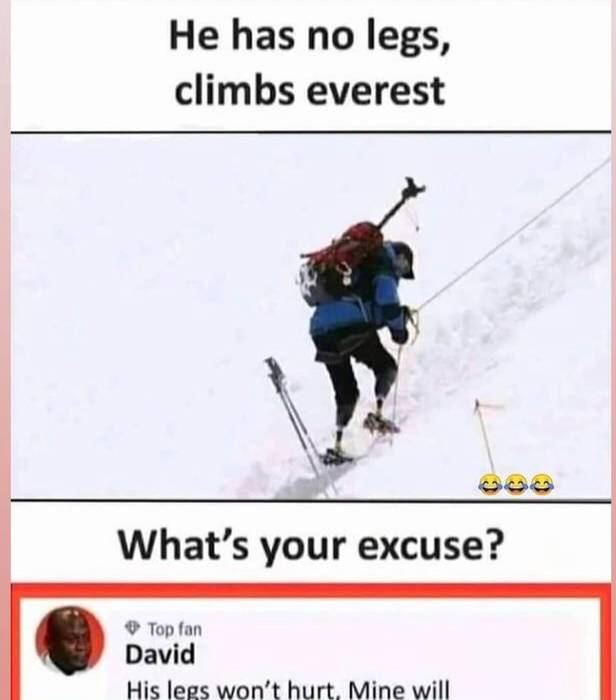 He has no legs,
climbs everest
What's your excuse?
Top fan
David
His legs won't hurt, Mine will